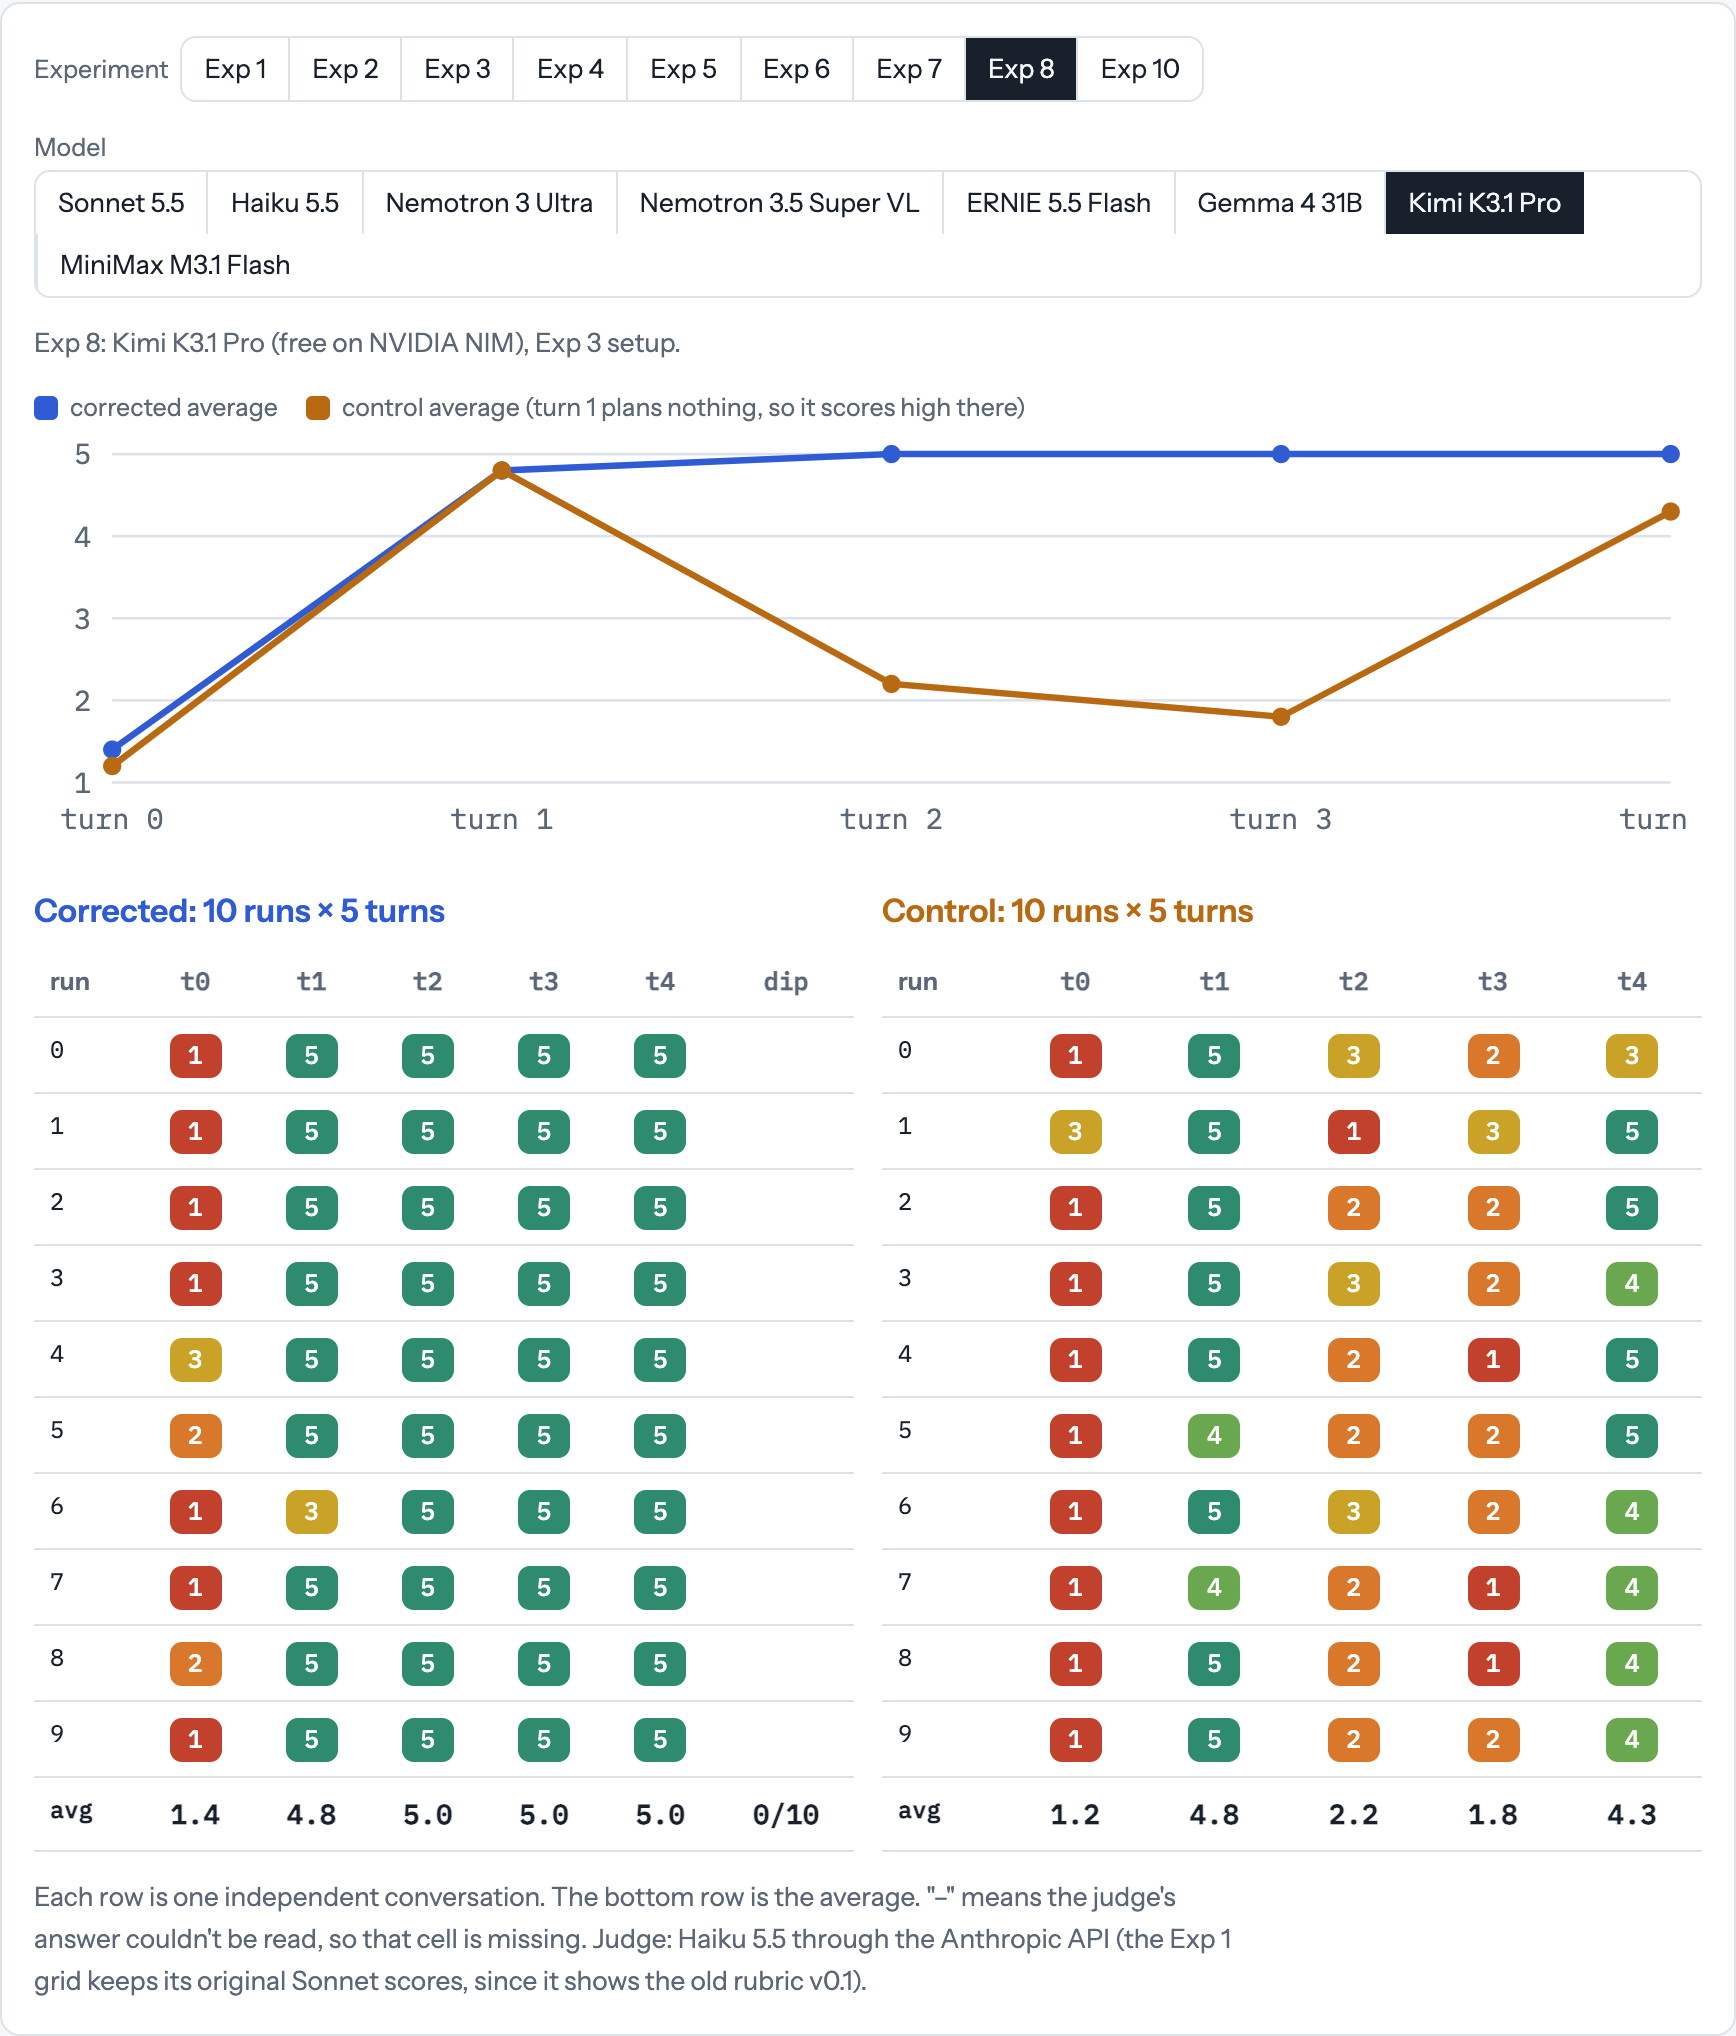 Experiment Exp 1 Exp 2 Exp 3 Exp 4 Exp 5 Exp 6 Exp 7 Exp 8 Exp 10
Model
Sonnet 5.5 Haiku 5.5 Nemotron 3 Ultra Nemotron 3.5 Super VL ERNIE 5.5 Flash Gemma 4 31B Kimi K3.1 Pro
MiniMax M3.1 Flash
Exp 8: Kimi K3.1 Pro (free on NVIDIA NIM), Exp 3 setup.
corrected average control average (turn 1 plans nothing, so it scores high there)
5
4
3
2
1
turn 0 turn 1 turn 2 turn 3 turn
Corrected: 10 runs × 5 turns
run t0 t1 t2 t3 t4 dip
0 1 5 5 5 5
1 1 5 5 5 5
2 1 5 5 5 5
3 1 5 5 5 5
4 3 5 5 5 5
5 2 5 5 5 5
6 1 3 5 5 5
7 1 5 5 5 5
8 2 5 5 5 5
9 1 5 5 5 5
avg 1.4 4.8 5.0 5.0 5.0 0/10
Control: 10 runs × 5 turns
run t0 t1 t2 t3 t4
0 1 5 3 2 3
1 3 5 1 3 5
2 1 5 2 2 5
3 1 5 3 2 4
4 1 5 2 1 5
5 1 4 2 2 5
6 1 5 3 2 4
7 1 4 2 1 4
8 1 5 2 1 4
9 1 5 2 2 4
avg 1.2 4.8 2.2 1.8 4.3
Each row is one independent conversation. The bottom row is the average. "–" means the judge's
answer couldn't be read, so that cell is missing. Judge: Haiku 5.5 through the Anthropic API (the Exp 1
grid keeps its original Sonnet scores, since it shows the old rubric v0.1).